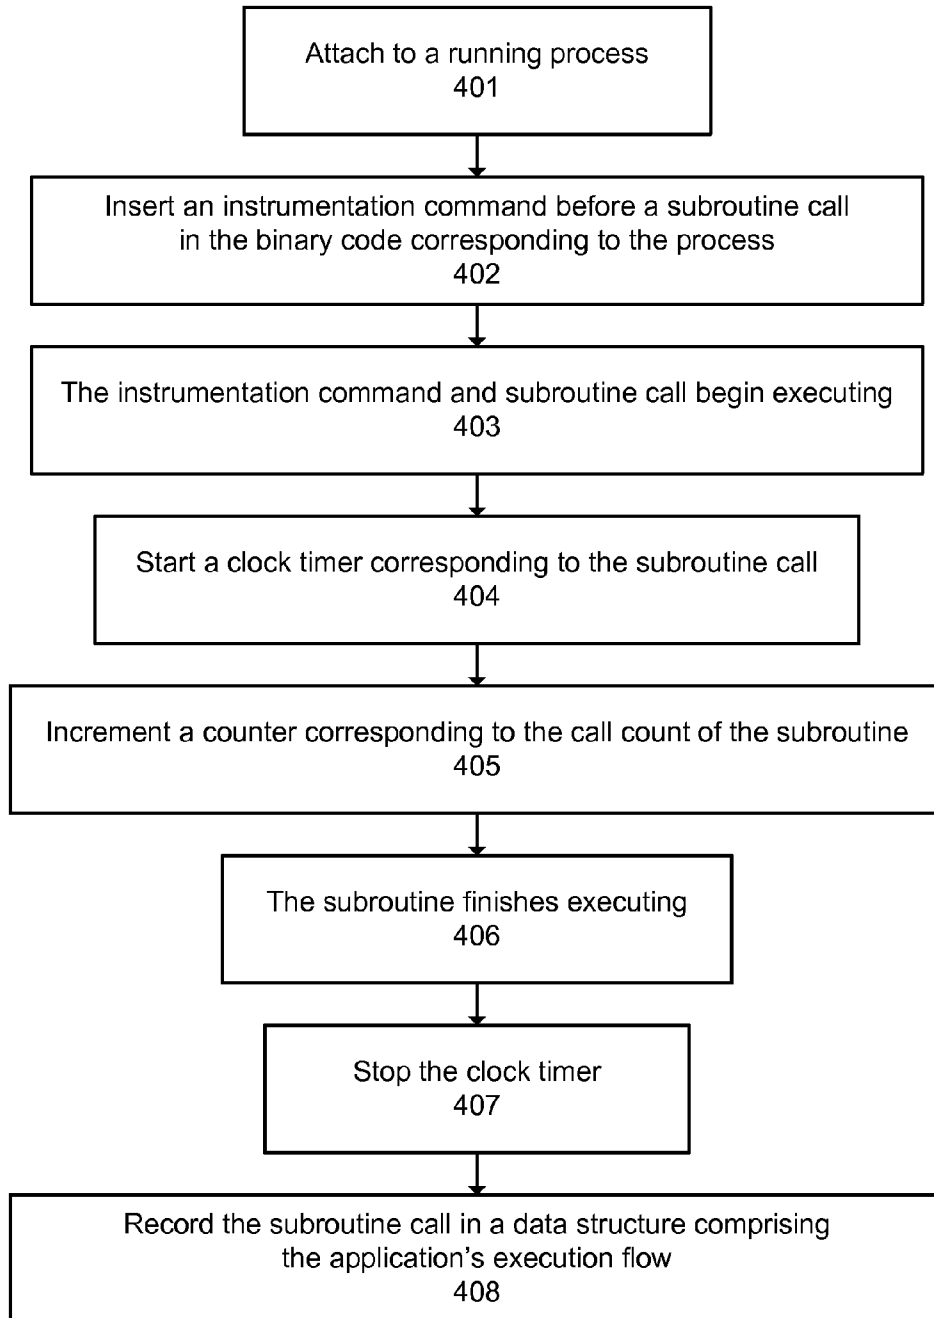 Attach to a running process
401
Insert an instrumentation command before a subroutine call
in the binary code corresponding to the process
402
The instrumentation command and subroutine call begin executing
403
Start a clock timer corresponding to the subroutine call
404
Increment a counter corresponding to the call count of the subroutine
405
The subroutine finishes executing
406
Stop the clock timer
407
Record the subroutine call in a data structure comprising
the application’s execution flow
408